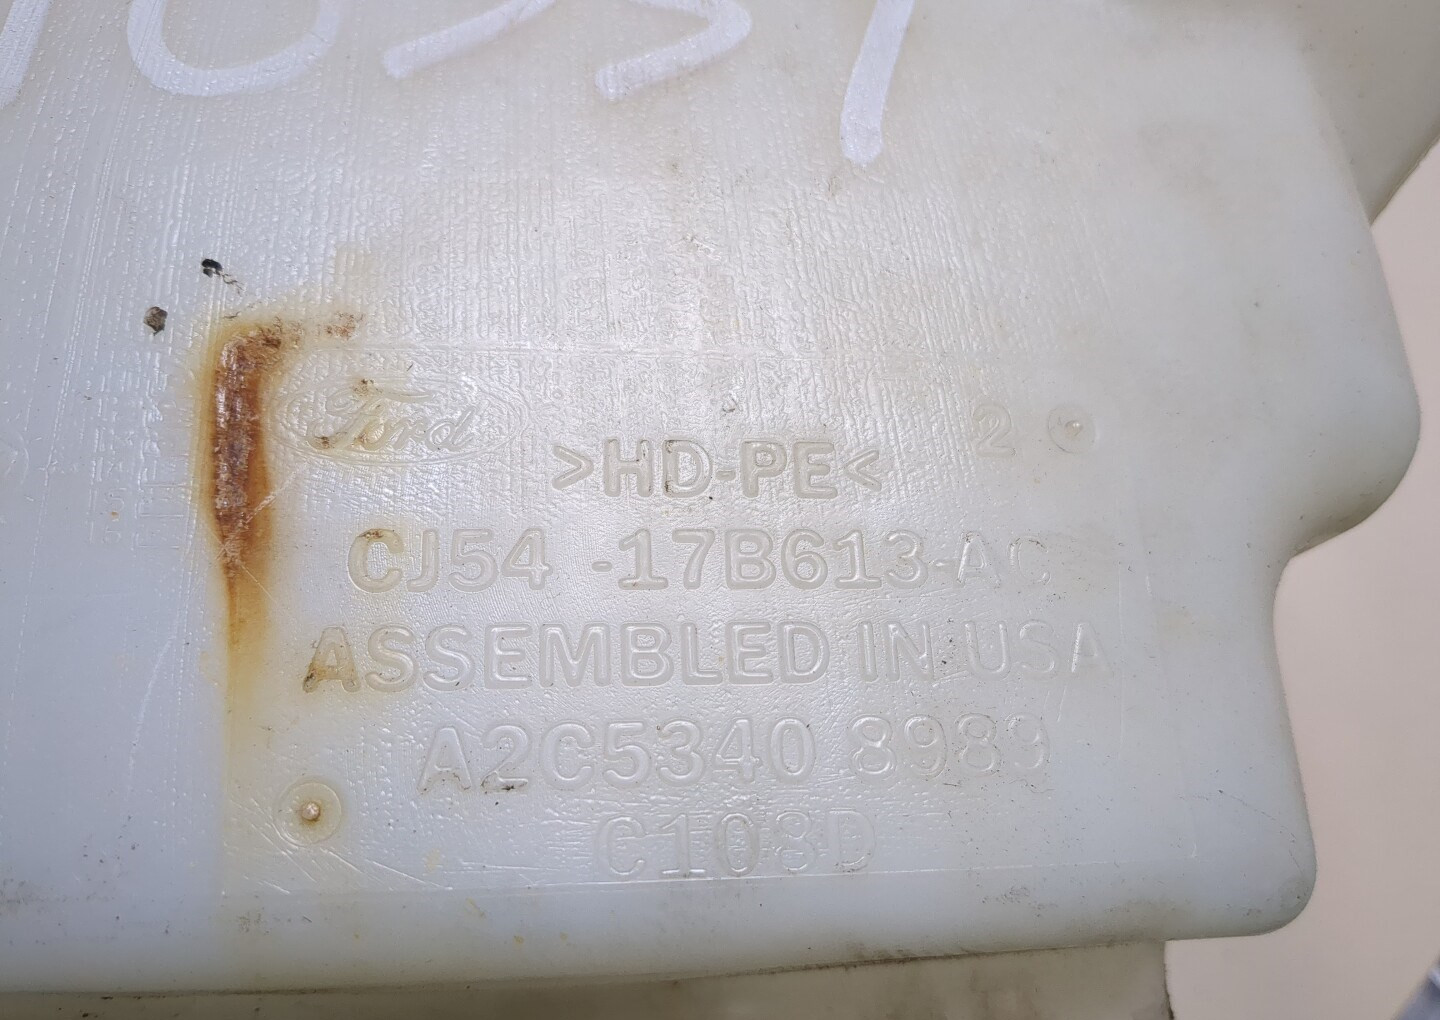 Ford
>HD-PE<
2
CJ54 -17B613-AC
ASSEMBLED IN USA
A2C5340 8989
C108D